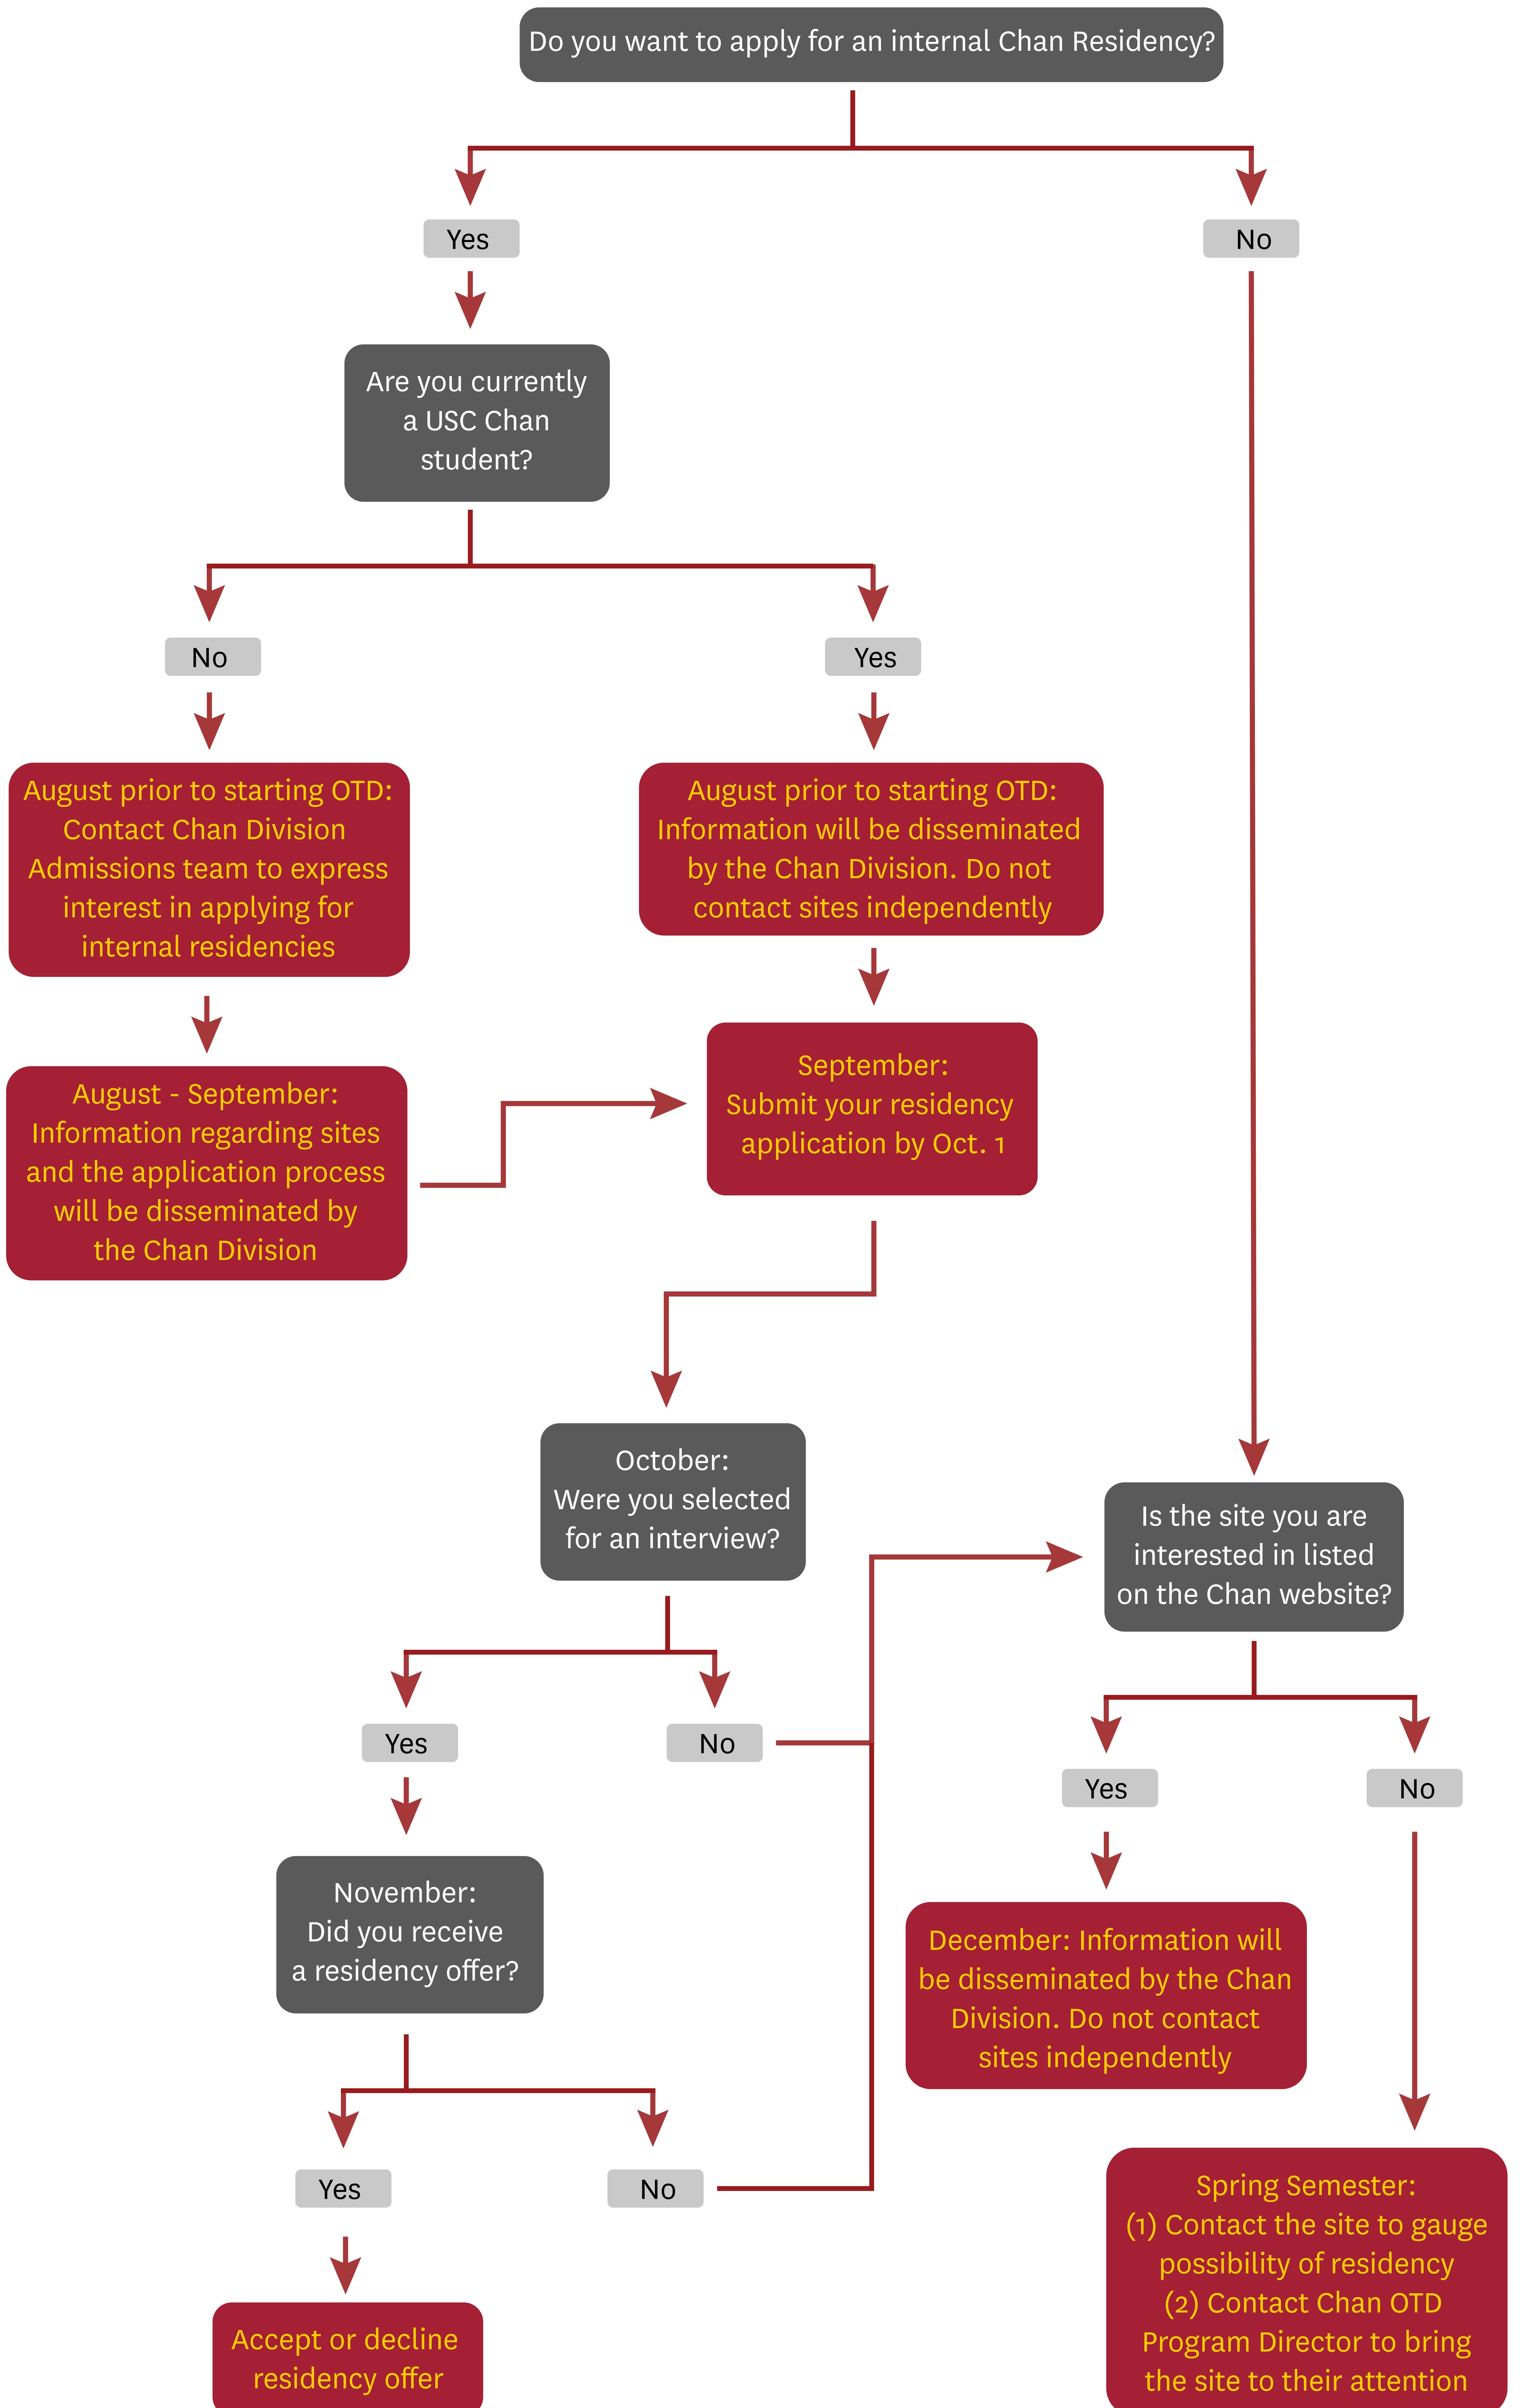 Do you want to apply for an internal Chan Residency?
Yes
No
Are you currently
a USC Chan
student?
No
Yes
August prior to starting OTD:
Contact Chan Division
Admissions team to express
interest in applying for
internal residencies
August prior to starting OTD:
Information will be disseminated
by the Chan Division. Do not
contact sites independently
August - September:
Information regarding sites
and the application process
will be disseminated by
the Chan Division
September:
Submit your residency
application by Oct. 1
October:
Were you selected
for an interview?
Is the site you are
interested in listed
on the Chan website?
Yes
No
Yes
No
November:
Did you receive
a residency offer?
December: Information will
be disseminated by the Chan
Division. Do not contact
sites independently
Yes
No
Spring Semester:
(1) Contact the site to gauge
possibility of residency
(2) Contact Chan OTD
Program Director to bring
the site to their attention
Accept or decline
residency offer